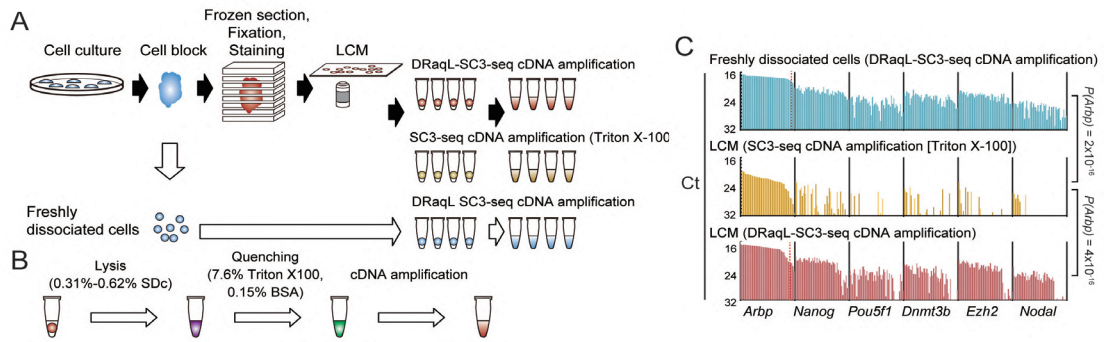 A
Cell culture
Cell block
Frozen section,
Fixation,
Staining
LCM
DRaqL-SC3-seq cDNA amplification
SC3-seq cDNA amplification (Triton X-100
Freshly
dissociated cells
DRaqL SC3-seq cDNA amplification
B
Lysis
(0.31%-0.62% SDc)
Quenching
(7.6% Triton X100,
0.15% BSA)
cDNA amplification
C
Freshly dissociated cells (DRaqL-SC3-seq cDNA amplification)
16
24
32
LCM (SC3-seq cDNA amplification [Triton X-100])
16
24
32
LCM (DRaqL-SC3-seq cDNA amplification)
16
24
32
Ct
Arbp Nanog Pou5f1 Dnmt3b Ezh2 Nodal
P(Arbp) = 2x10-16
P(Arbp) = 4x10-16